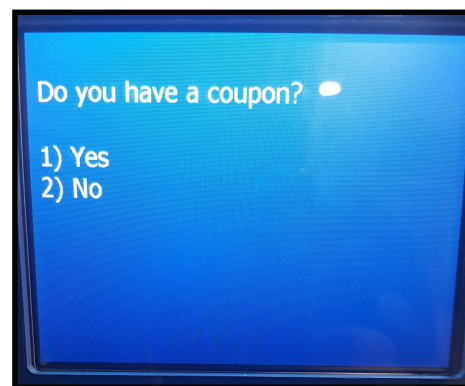 Do you have a coupon?
1) Yes
2) No